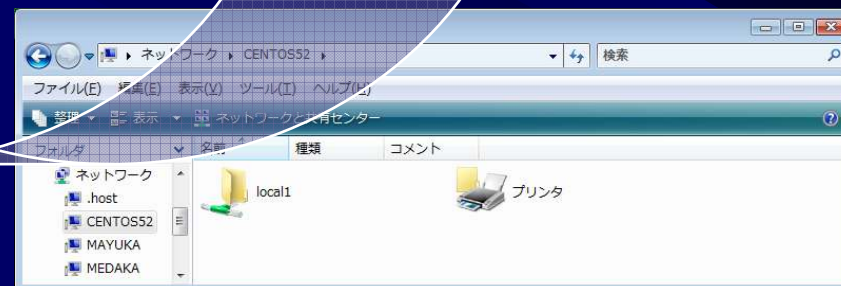 ネットワーク CENTOS52 検索
ファイル(F) 編集(E) 表示(V) ツール(T) ヘルプ(H)
整理 表示 ネットワークと共有センター
フォルダ 名前 種類 コメント
ネットワーク
.host
CENTOS52
MAYUKA
MEDAKA
local1 プリンタ